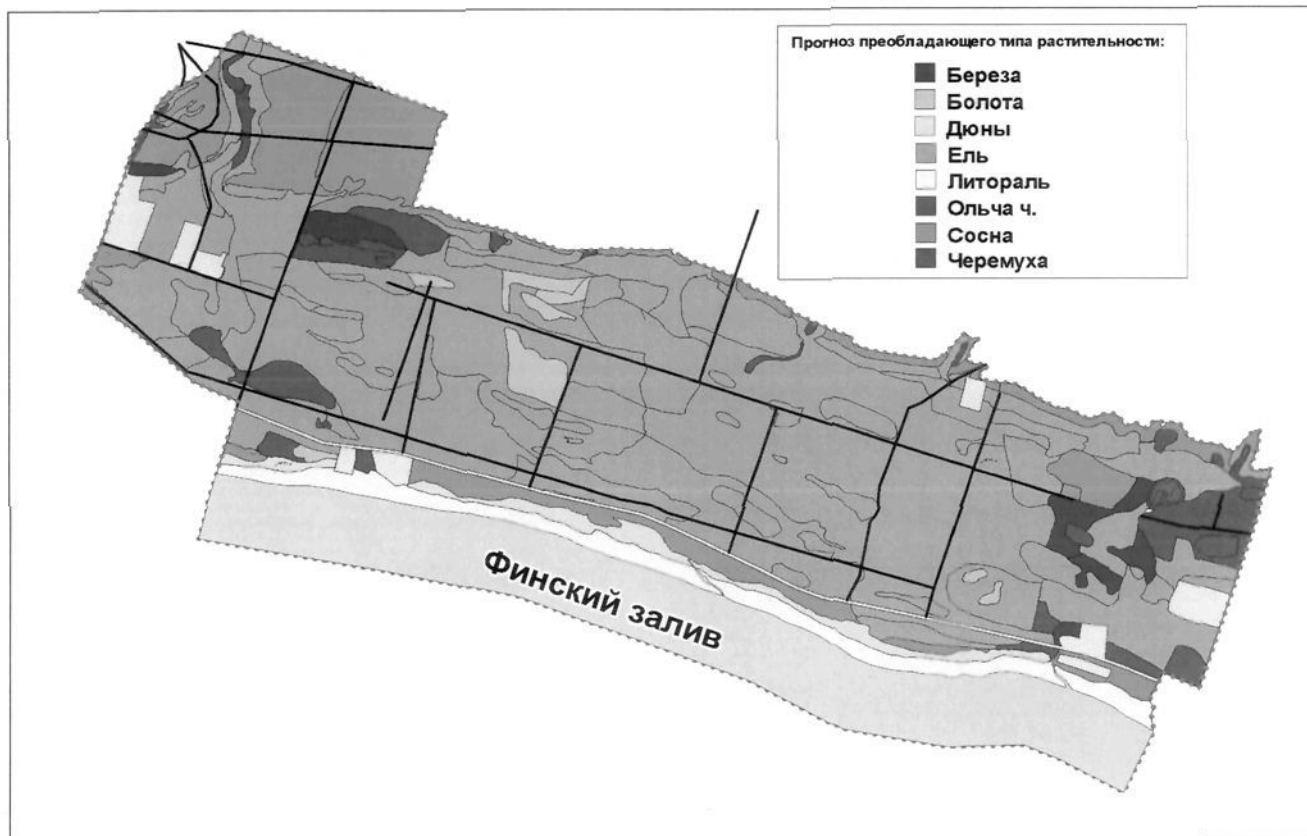 Прогноз преобладающего типа растительности:
Береза
Болота
Дюны
Ель
Литораль
Ольча ч.
Сосна
Черемуха
Финский залив